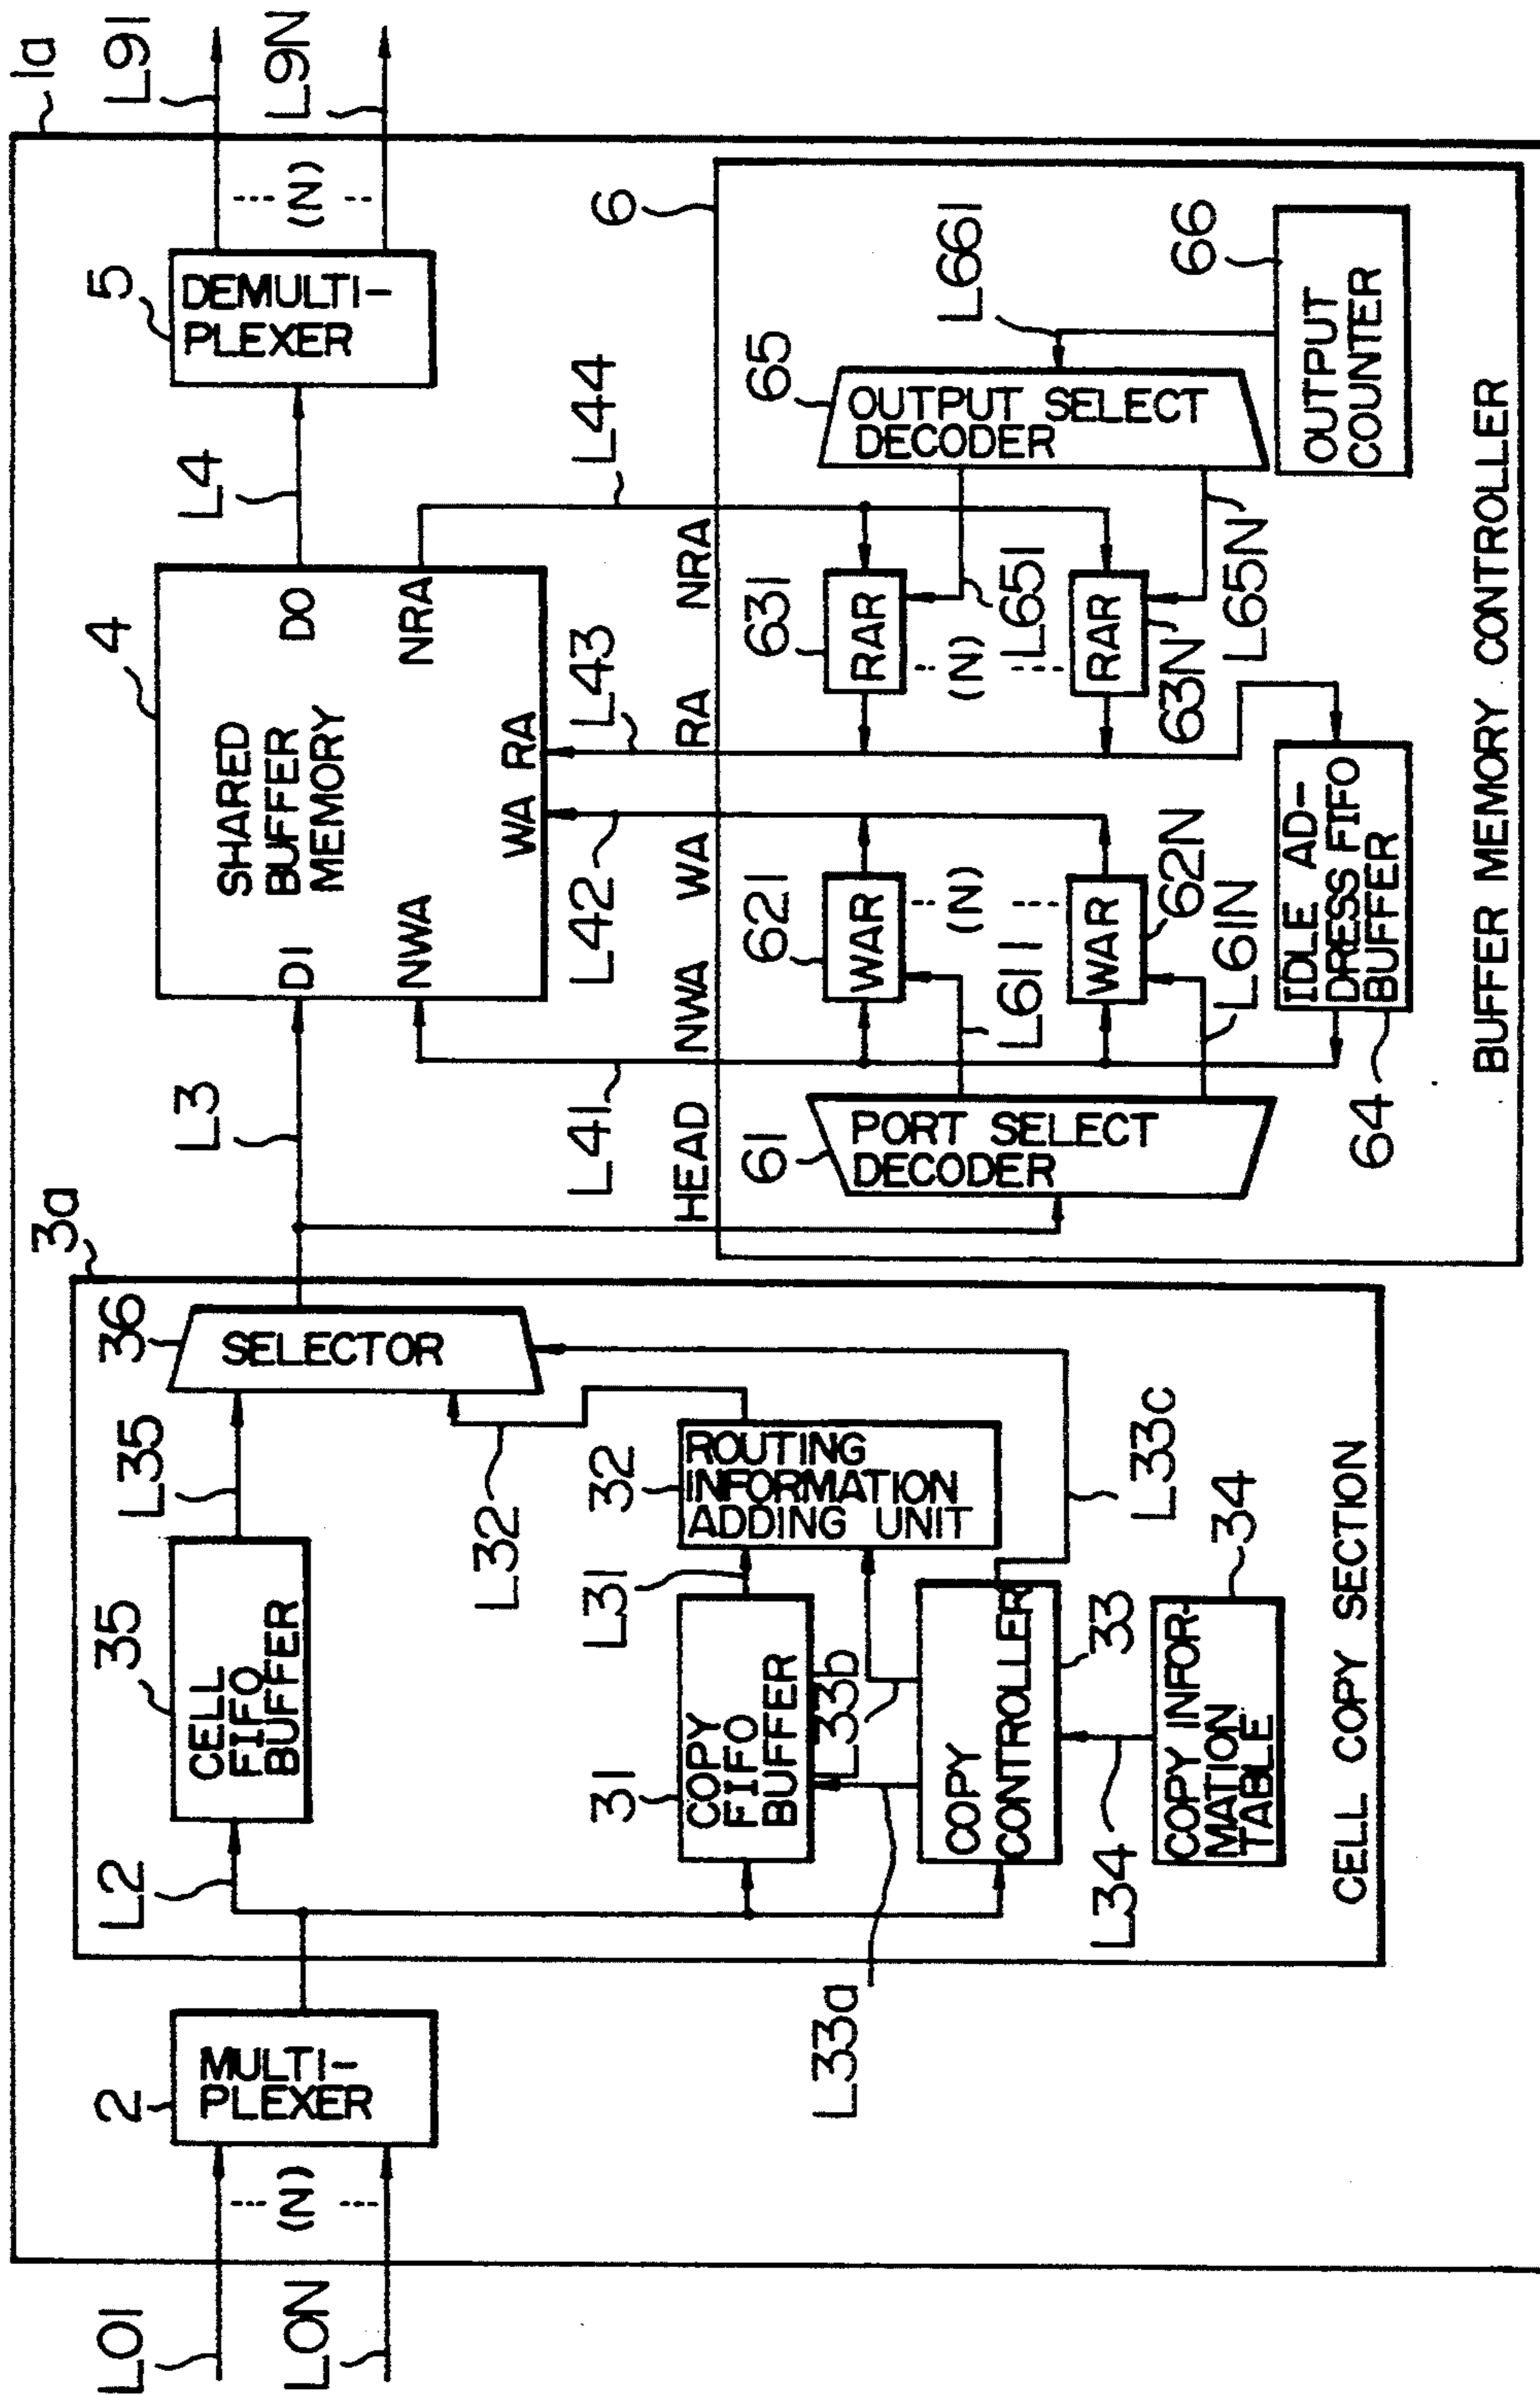 1a
L01
L0N
(N)
2
MULTI-
PLEXER
L2
3a
35
CELL
FIFO
BUFFER
L35
36
SELECTOR
L32
31
COPY
FIFO
BUFFER
L31
32
ROUTING
INFORMATION
ADDING UNIT
L33a
L33b
COPY
CONTROLLER
33
L33c
L34
COPY INFOR-
MATION
TABLE
34
CELL COPY SECTION
L3
4
DI
SHARED
BUFFER
MEMORY
DO
NWA
WA
RA
NRA
L4
5
DEMULTI-
PLEXER
L91
(N)
L9N
L41
L42
L43
L44
HEAD
NWA
WA
RA
NRA
6
61
PORT SELECT
DECODER
L611
L61N
621
WAR
(N)
WAR
62N
631
RAR
(N)
RAR
63N
L651
L65N
65
OUTPUT SELECT
DECODER
L661
66
OUTPUT
COUNTER
64
IDLE AD-
DRESS FIFO
BUFFER
BUFFER MEMORY CONTROLLER